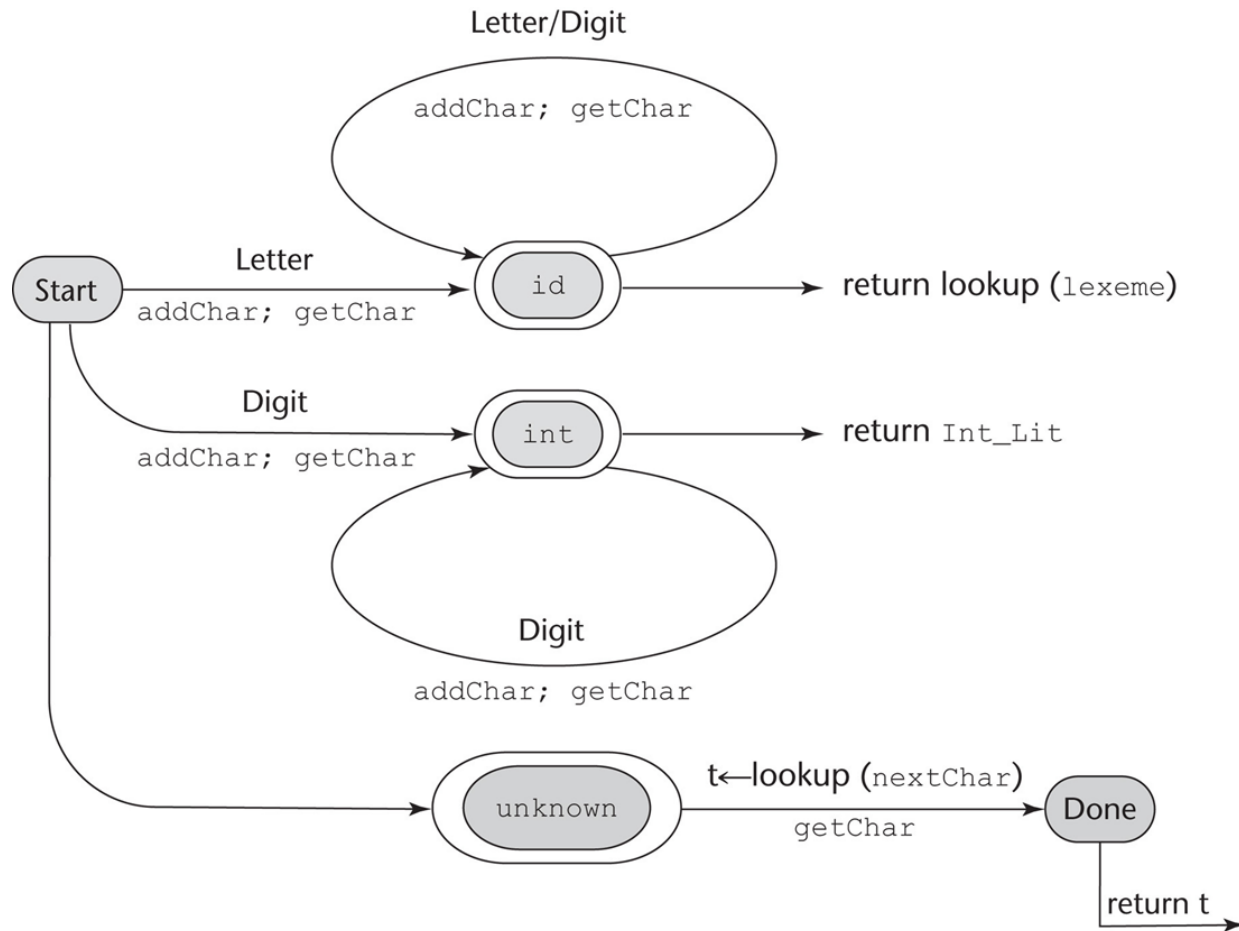 Letter/Digit
addChar; getChar
Letter
Start
id
return lookup (lexeme)
addChar; getChar
Digit
int
return Int_Lit
addChar; getChar
Digit
addChar; getChar
t←lookup (nextChar)
unknown
Done
getChar
return t